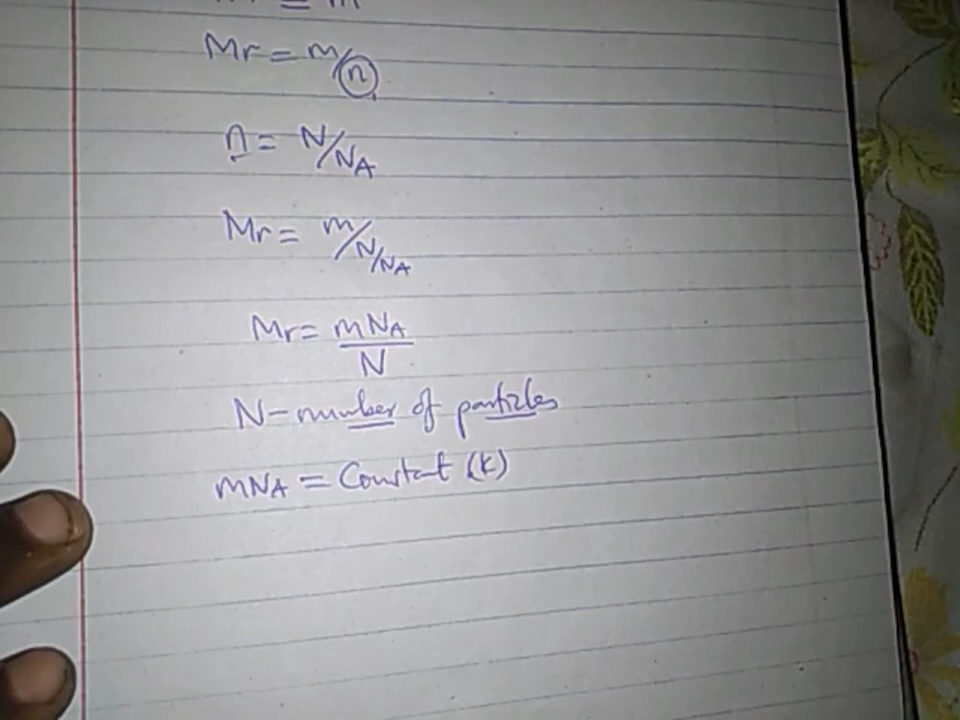 Mr = m/n
n = N/NA
Mr = m/N/NA
Mr = mNA
N
N - number of particles
mNA = Constant (K)